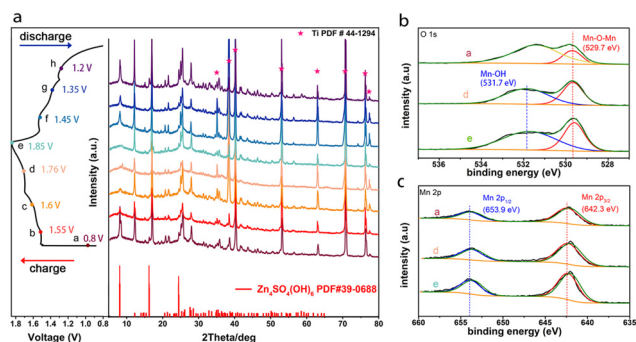 a
discharge
h
1.2 V
g
1.35 V
f
1.45 V
e
1.85 V
d
1.76 V
c
1.6 V
b
1.55 V
a
0.8 V
charge
1.8 1.6 1.4 1.2 1.0 0.8
Voltage (V)
Intensity (a.u.)
Ti PDF # 44-1294
Zn4SO4(OH)6 PDF#39-0688
10 20 30 40 50 60 70 80
2Theta/deg
b
O 1s
Mn-O-Mn
(529.7 eV)
a
Mn-OH
(531.7 eV)
d
e
intensity (a.u.)
536 534 532 530 528
binding energy (eV)
c
Mn 2p
Mn 2p1/2
(653.9 eV)
Mn 2p3/2
(642.3 eV)
a
d
e
intensity (a.u.)
660 655 650 645 640 635
binding energy (eV)